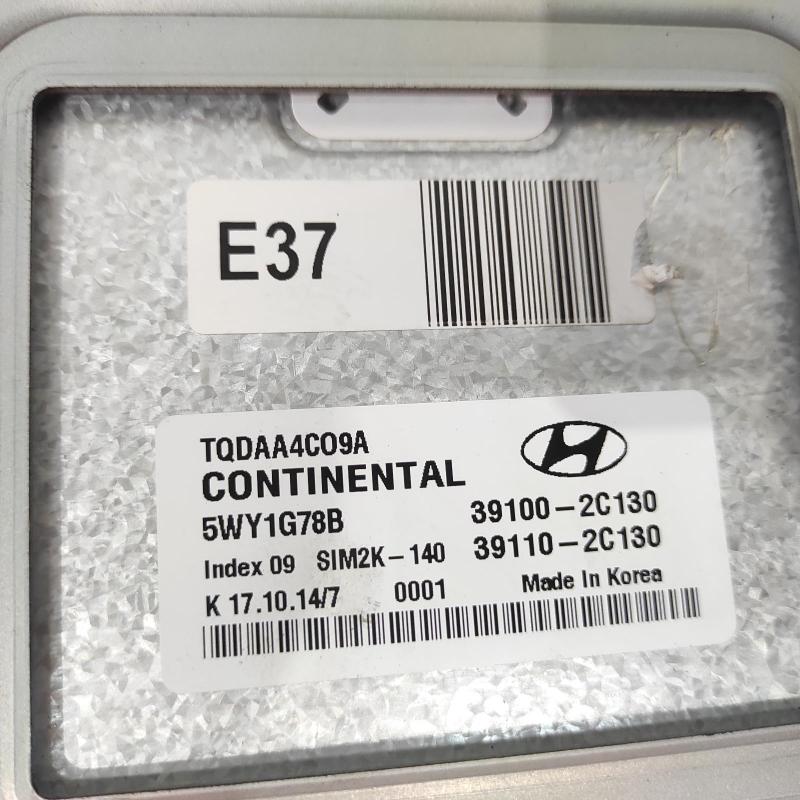 E37
TQDAA4C09A
CONTINENTAL
5WY1G78B
39100-2C130
Index 09 SIM2K-140
39110-2C130
K 17.10.14/7 0001 Made In Korea